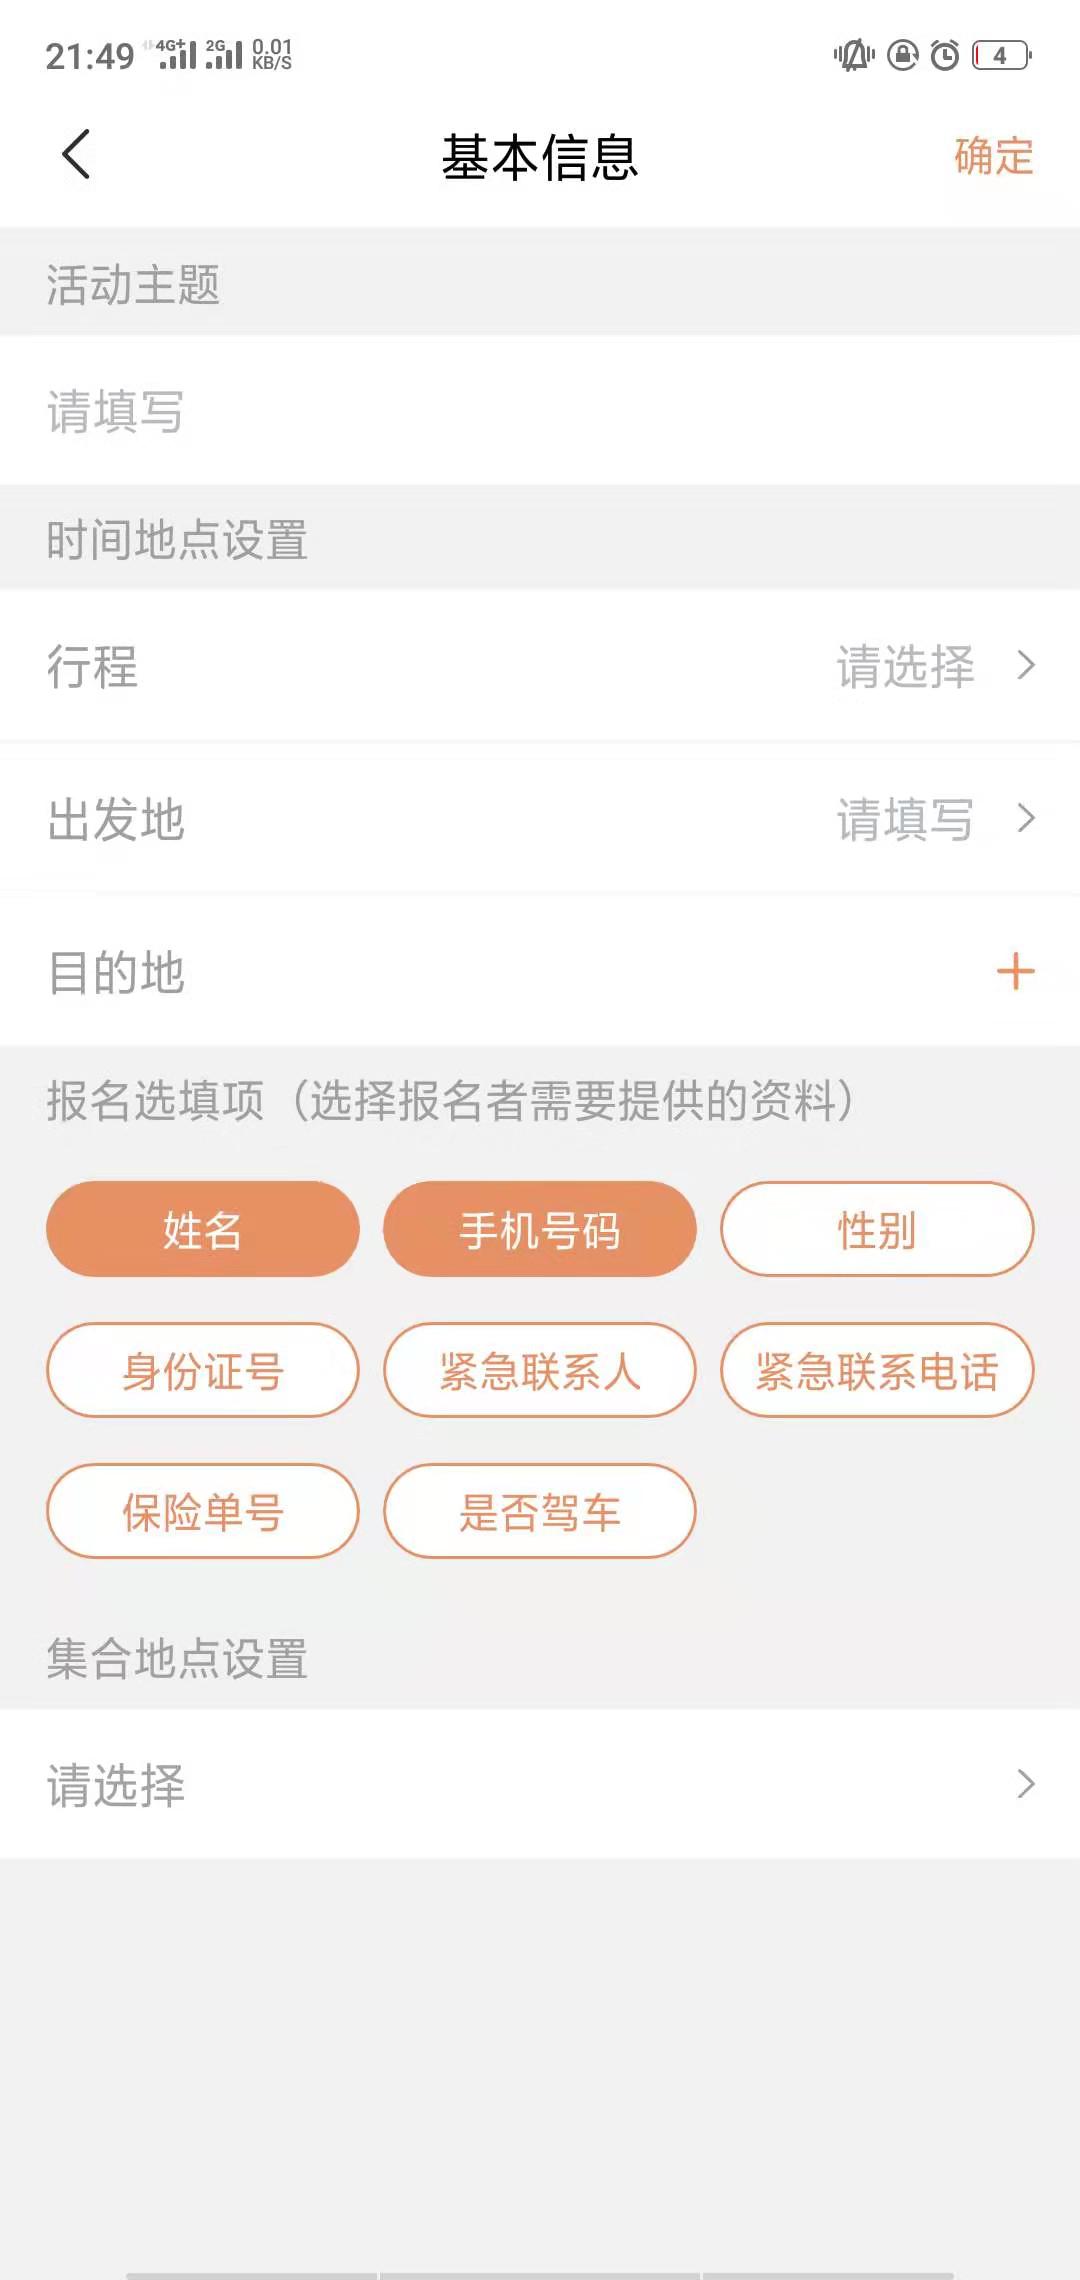 21:49 4G+ 2G 0.01 KB/S 4
基本信息 确定
活动主题
请填写
时间地点设置
行程 请选择
出发地 请填写
目的地
报名选填项（选择报名者需要提供的资料）
姓名 手机号码 性别
身份证号 紧急联系人 紧急联系电话
保险单号 是否驾车
集合地点设置
请选择